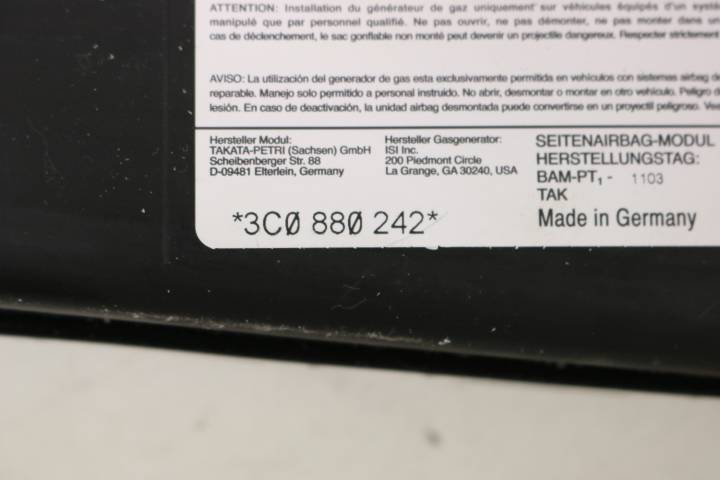 ATTENTION: Installation du générateur de gaz uniquement sur véhicules équipés d'un
manipulé que par personnel qualifié. Ne pas ouvrir, ne pas démonter, ne pas monter dans un
cas de déclenchement, le sac gonflable non monté peut devenir un projectile dangereux. Respecter strictement
AVISO: La utilización del generador de gas esta exclusivamente permitida en vehiculos con sistemas airbag
reparable. Manejo solo permitido a personal instruido. No abrir, desmontar o montar en otro vehículo. Peligro
lesión. En caso de deactivación, la unidad airbag desmontada puede convertirse en un proyectil peligroso.
Hersteller Modul:
TAKATA-PETRI (Sachsen) GmbH
Scheibenberger Str. 88
D-09481 Elterlein, Germany
Hersteller Gasgenerator:
ISI Inc.
200 Piedmont Circle
La Grange, GA 30240, USA
SEITENAIRBAG-MODUL
HERSTELLUNGSTAG:
BAM-PT₁ - 1103
TAK
Made in Germany
*3C0 880 242*